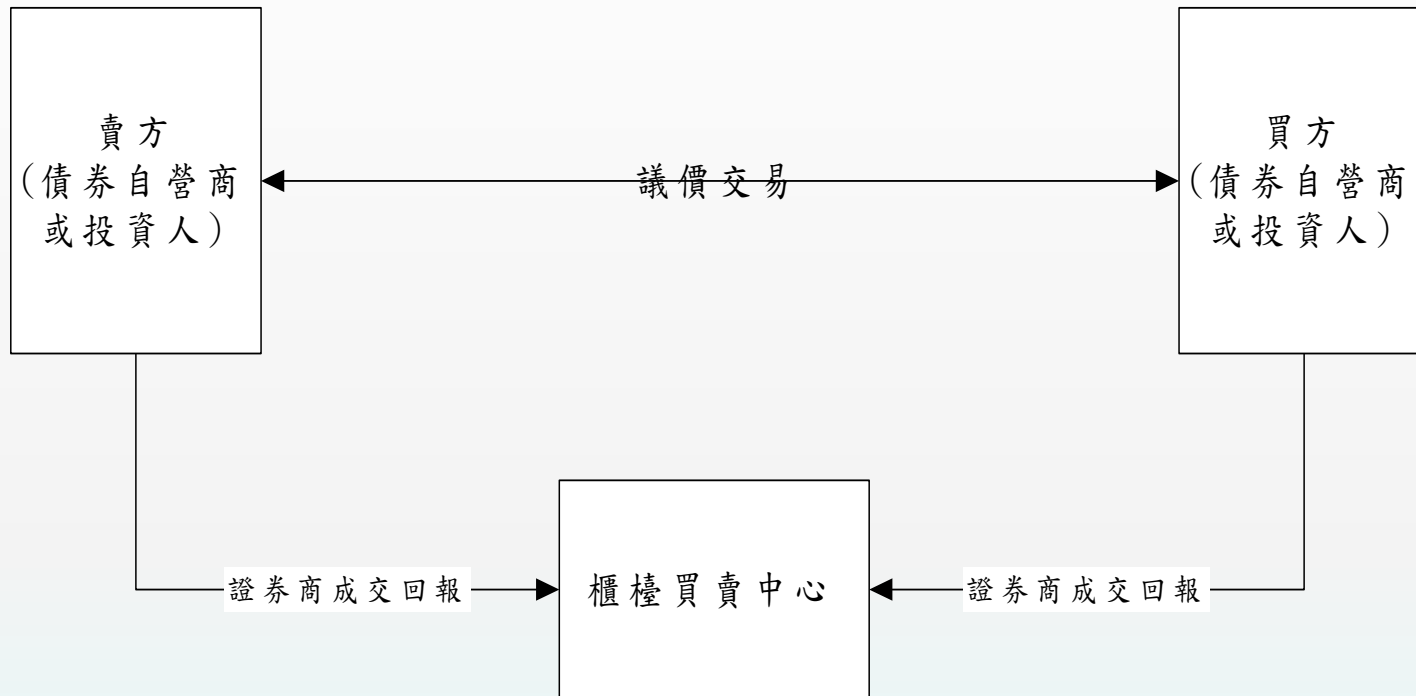 賣方
(債券自營商
或投資人)
議價交易
買方
(債券自營商
或投資人)
證券商成交回報
櫃檯買賣中心
證券商成交回報